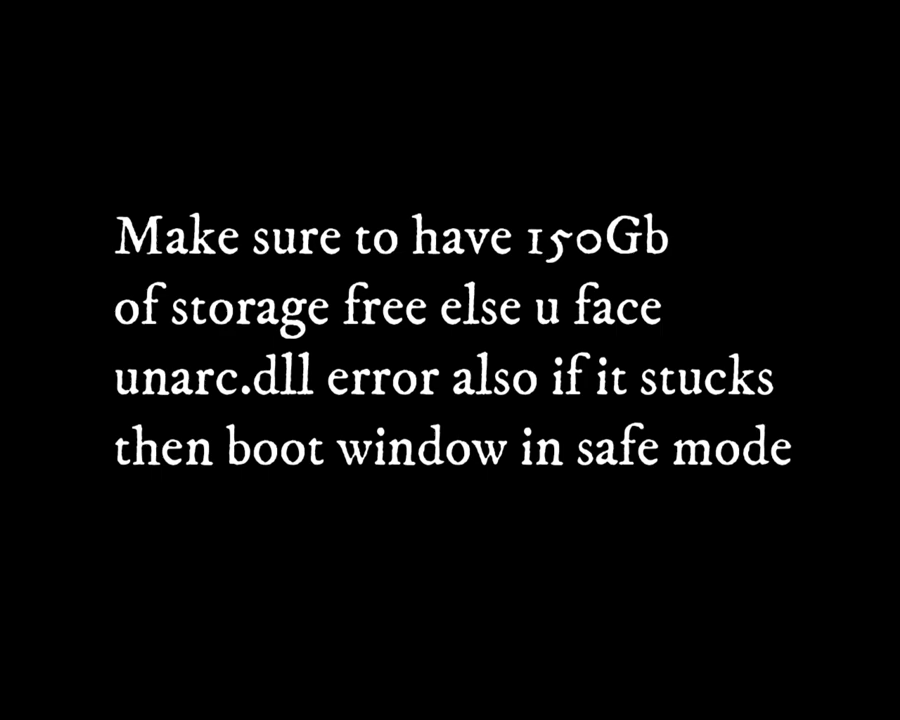 Make sure to have 150Gb
of storage free else u face
unarc.dll error also if it stucks
then boot window in safe mode